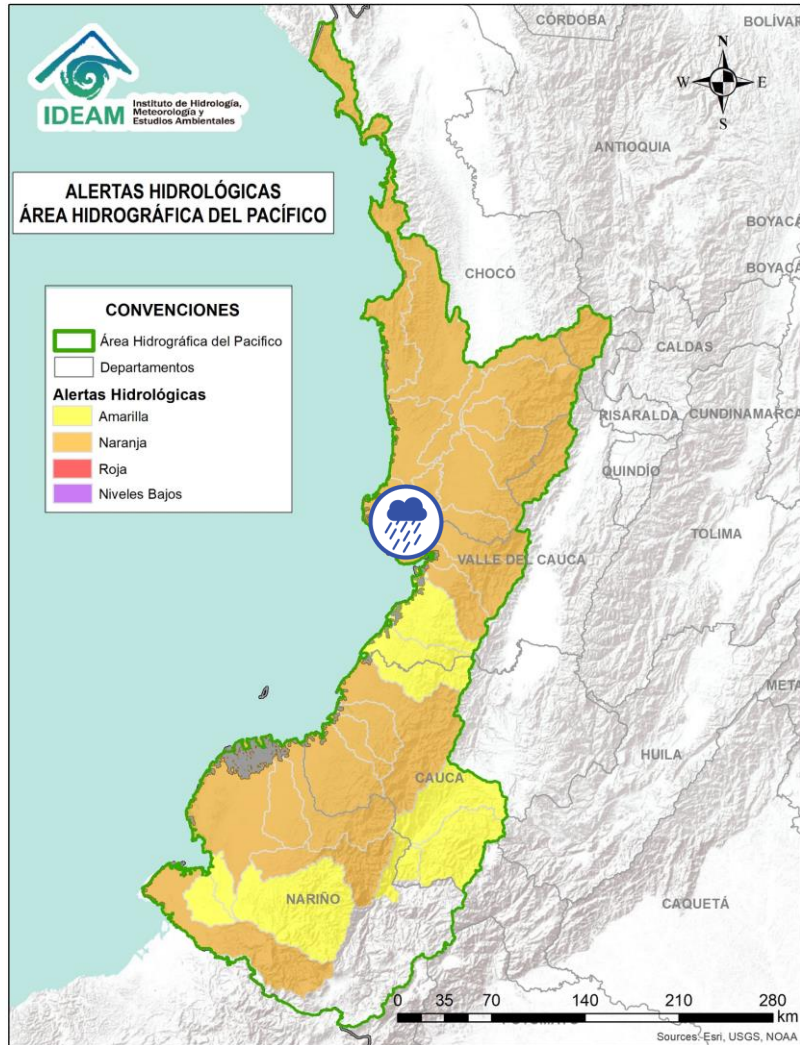 IDEAM
Instituto de Hidrología,
Meteorología y
Estudios Ambientales
ALERTAS HIDROLÓGICAS
ÁREA HIDROGRÁFICA DEL PACÍFICO
CONVENCIONES
Área Hidrográfica del Pacifico
Departamentos
Alertas Hidrológicas
Amarilla
Naranja
Roja
Niveles Bajos
N
W E
S
CÓRDOBA
BOLÍVAR
ANTIOQUIA
BOYACÁ
BOYACÁ
CHOCÓ
CALDAS
RISARALDA
CUNDINAMARCA
QUINDÍO
TOLIMA
VALLE DEL CAUCA
META
HUILA
CAUCA
NARIÑO
CAQUETÁ
0 35 70 140 210 280
km
Sources: Esri, USGS, NOAA